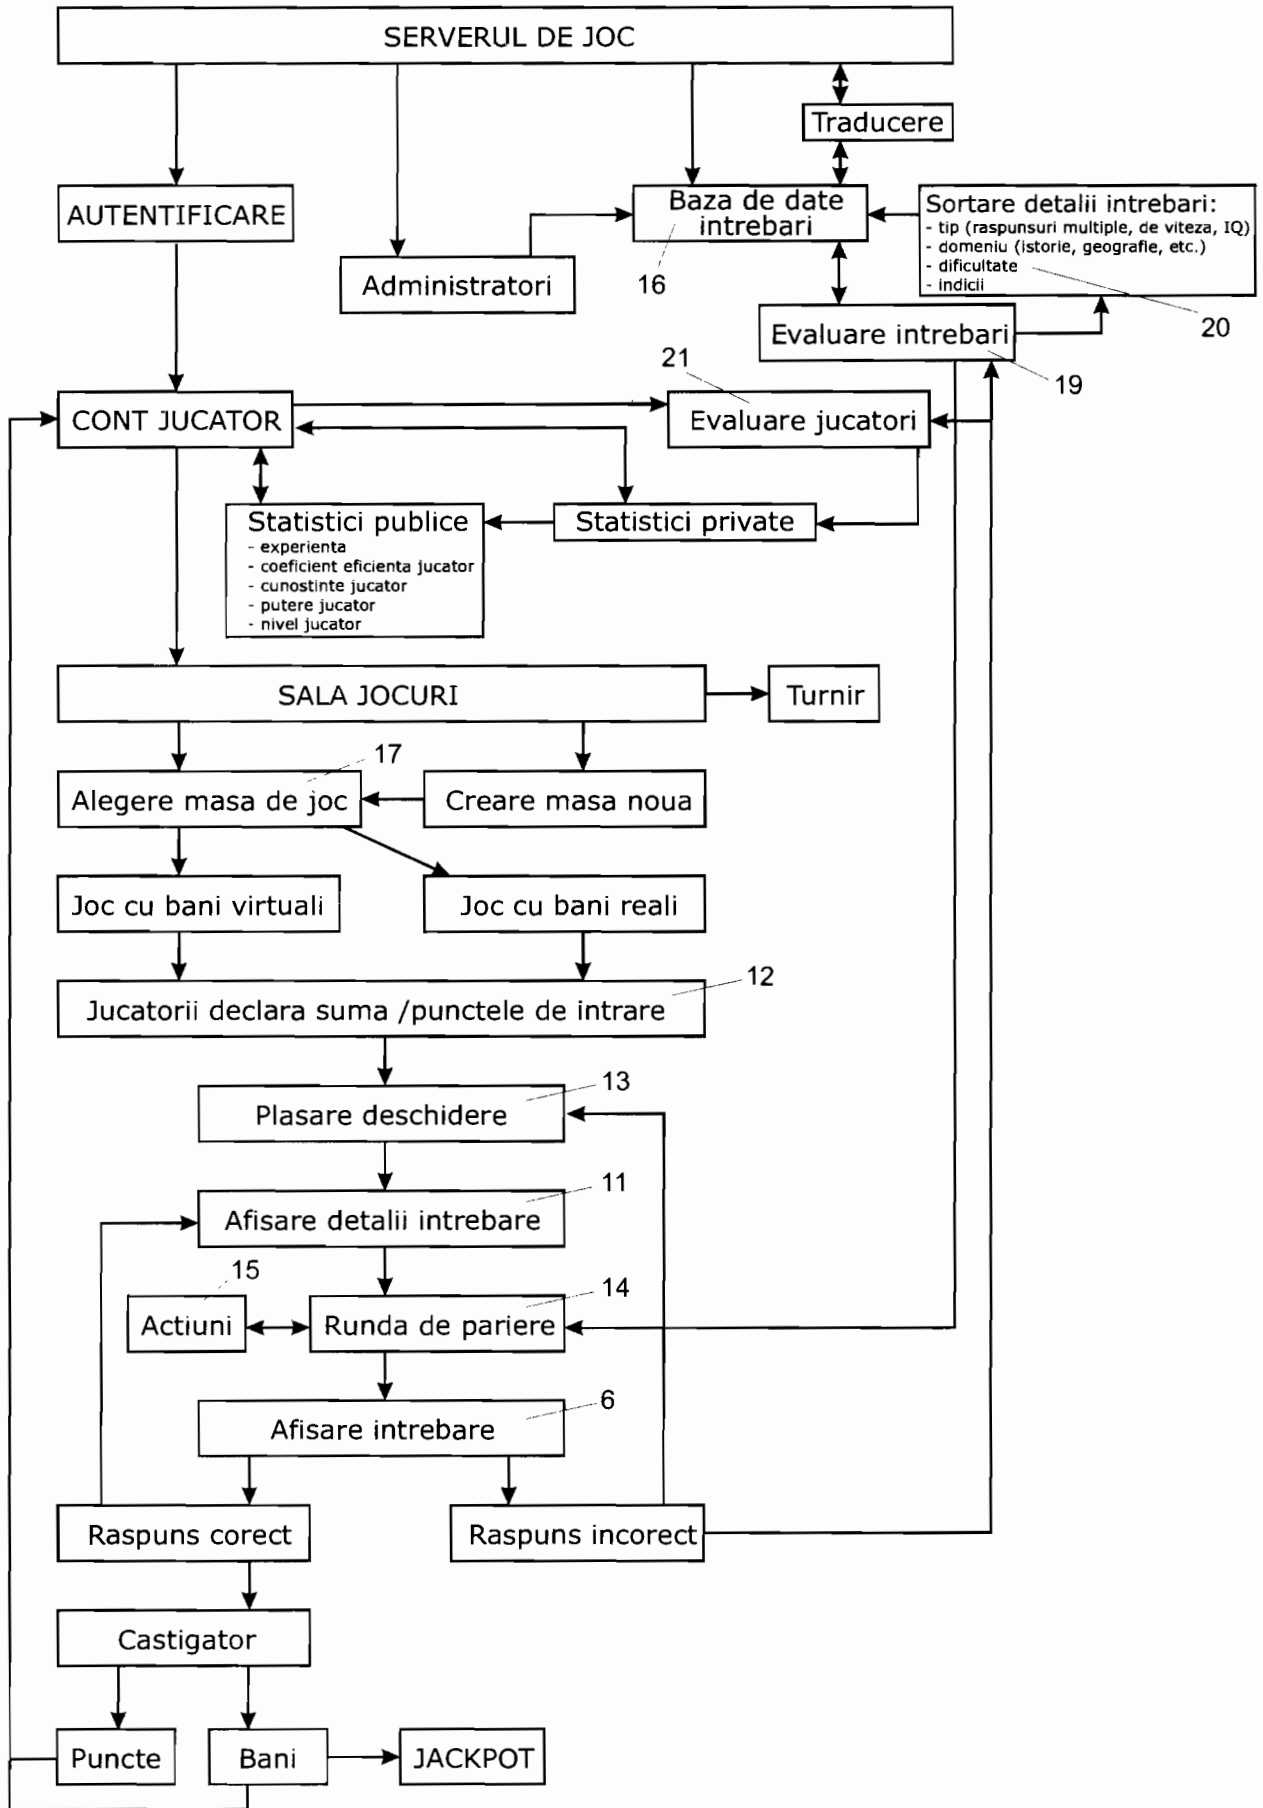 SERVERUL DE JOC
Traducere
AUTENTIFICARE
Baza de date
intrebari
Sortare detalii intrebari:
- tip (raspunsuri multiple, de viteza, IQ)
- domeniu (istorie, geografie, etc.)
- dificultate
- indicii
Administratori
16
20
Evaluare intrebari
19
21
CONT JUCATOR
Evaluare jucatori
Statistici publice
- experienta
- coeficient eficienta jucator
- cunostinte jucator
- putere jucator
- nivel jucator
Statistici private
SALA JOCURI
Turnir
17
Alegere masa de joc
Creare masa noua
Joc cu bani virtuali
Joc cu bani reali
12
Jucatorii declara suma /punctele de intrare
13
Plasare deschidere
11
Afisare detalii intrebare
15
14
Actiuni
Runda de pariere
6
Afisare intrebare
Raspuns corect
Raspuns incorect
Castigator
Puncte
Bani
JACKPOT